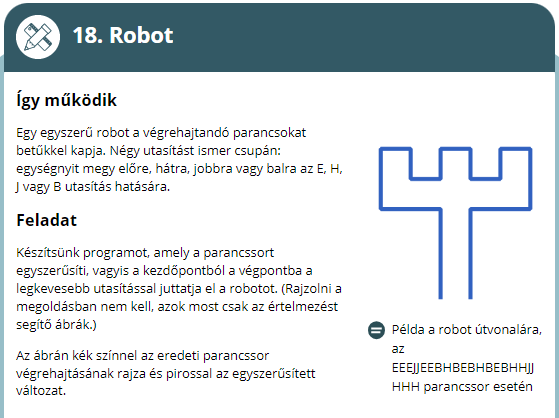 18. Robot
Így működik
Egy egyszerű robot a végrehajtandó parancsokat
betűkkel kapja. Négy utasítást ismer csupán:
egységnyit megy előre, hátra, jobbra vagy balra az E, H,
J vagy B utasítás hatására.
Feladat
Készítsünk programot, amely a parancssort
egyszerűsíti, vagyis a kezdőpontból a végpontba a
legkevesebb utasítással juttatja el a robotot. (Rajzolni a
megoldásban nem kell, azok most csak az értelmezést
segítő ábrák.)
Az ábrán kék színnel az eredeti parancssor
végrehajtásának rajza és pirossal az egyszerűsített
változat.
Példa a robot útvonalára,
az
EEEJJEEBHBEBHBEBHHJJ
HHH parancssor esetén